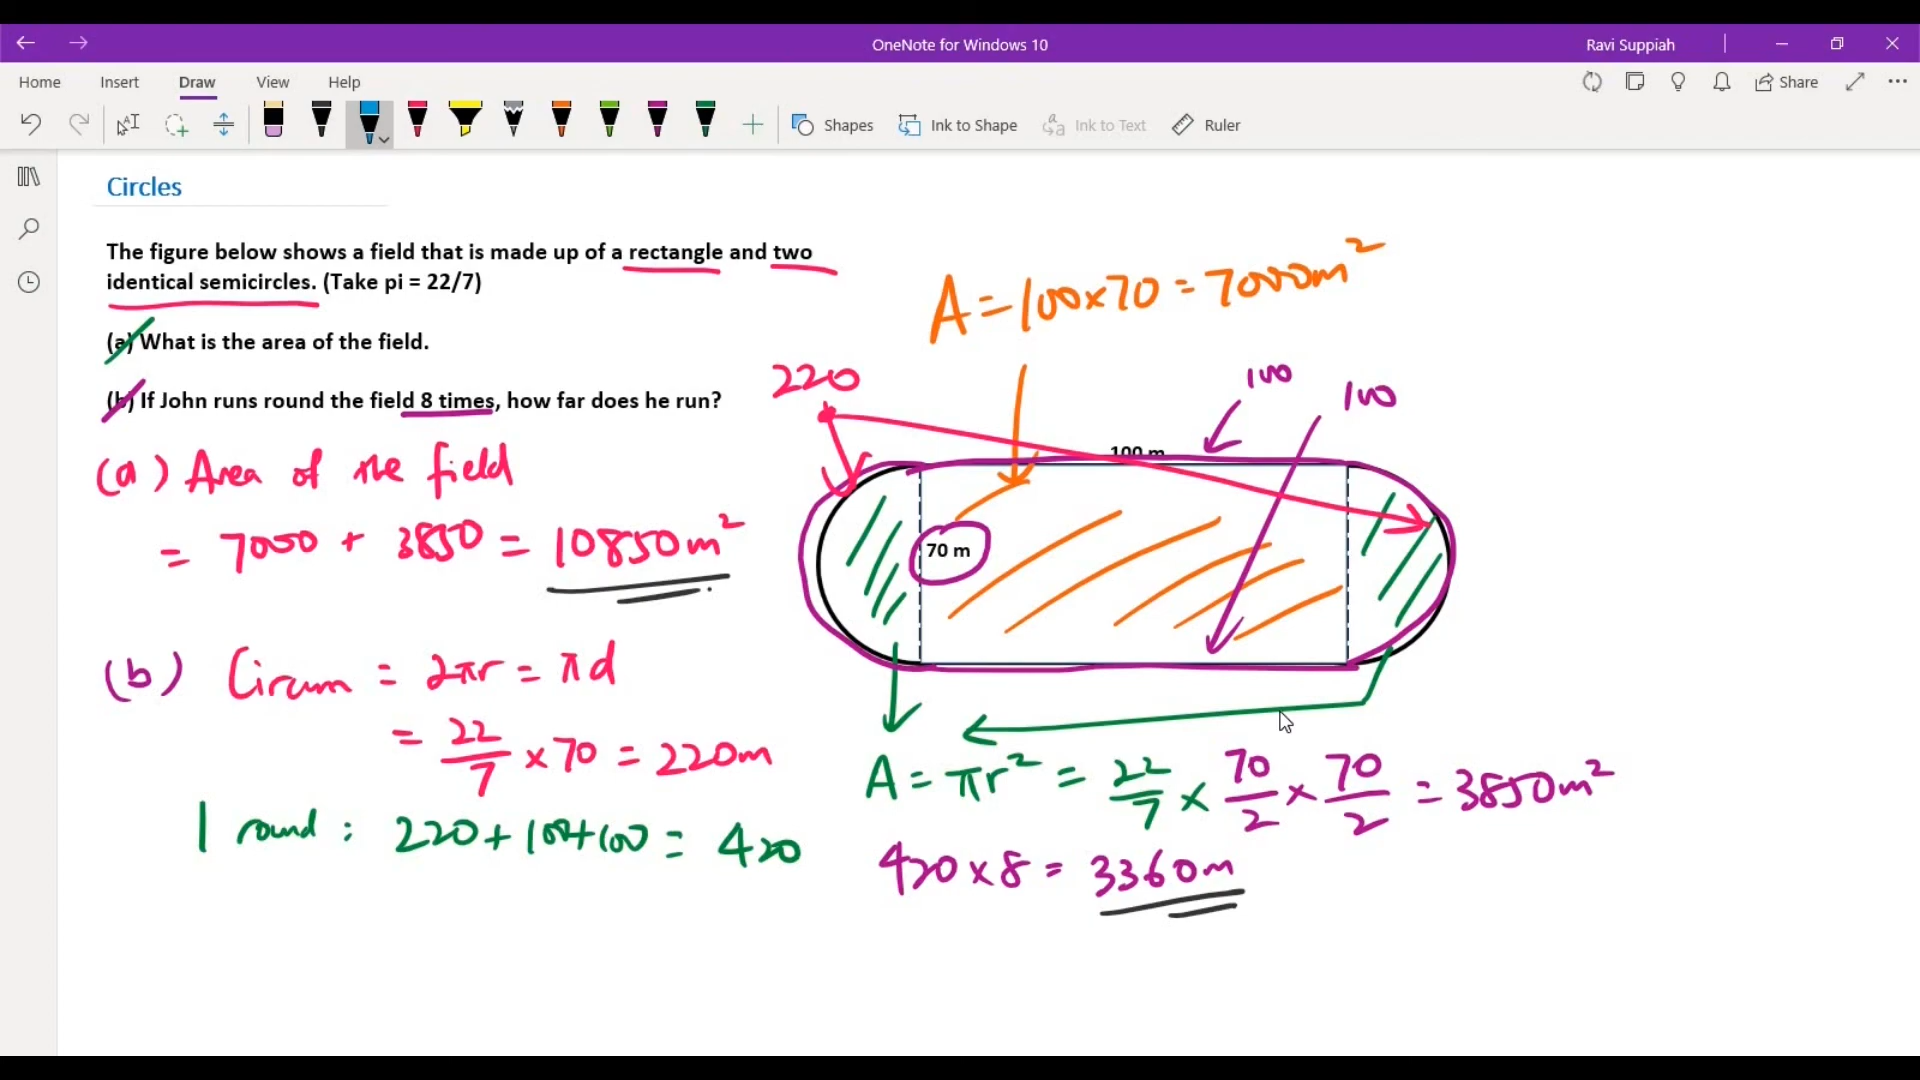 OneNote for Windows 10
Ravi Suppiah
Home Insert Draw View Help
Share
Shapes Ink to Shape Ink to Text Ruler
Circles
The figure below shows a field that is made up of a rectangle and two
identical semicircles. (Take pi = 22/7)
(a) What is the area of the field.
(b) If John runs round the field 8 times, how far does he run?
A = 100 × 70 = 7000m²
220
100
100
100 m
70 m
(a) Area of the field
= 7000 + 3850 = 10850m²
(b) Circum = 2πr = πd
= 22/7 × 70 = 220m
1 round : 220 + 100 + 100 = 420
A = πr² = 22/7 × 70/2 × 70/2 = 3850m²
420 × 8 = 3360m